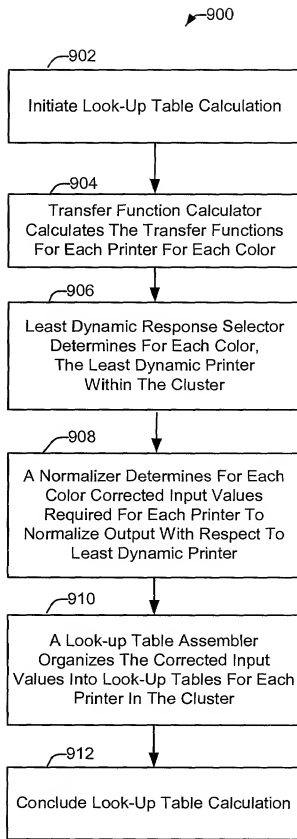 900
902
Initiate Look-Up Table Calculation
904
Transfer Function Calculator
Calculates The Transfer Functions
For Each Printer For Each Color
906
Least Dynamic Response Selector
Determines For Each Color,
The Least Dynamic Printer
Within The Cluster
908
A Normalizer Determines For Each
Color Corrected Input Values
Required For Each Printer To
Normalize Output With Respect To
Least Dynamic Printer
910
A Look-up Table Assembler
Organizes The Corrected Input
Values Into Look-Up Tables For Each
Printer In The Cluster
912
Conclude Look-Up Table Calculation